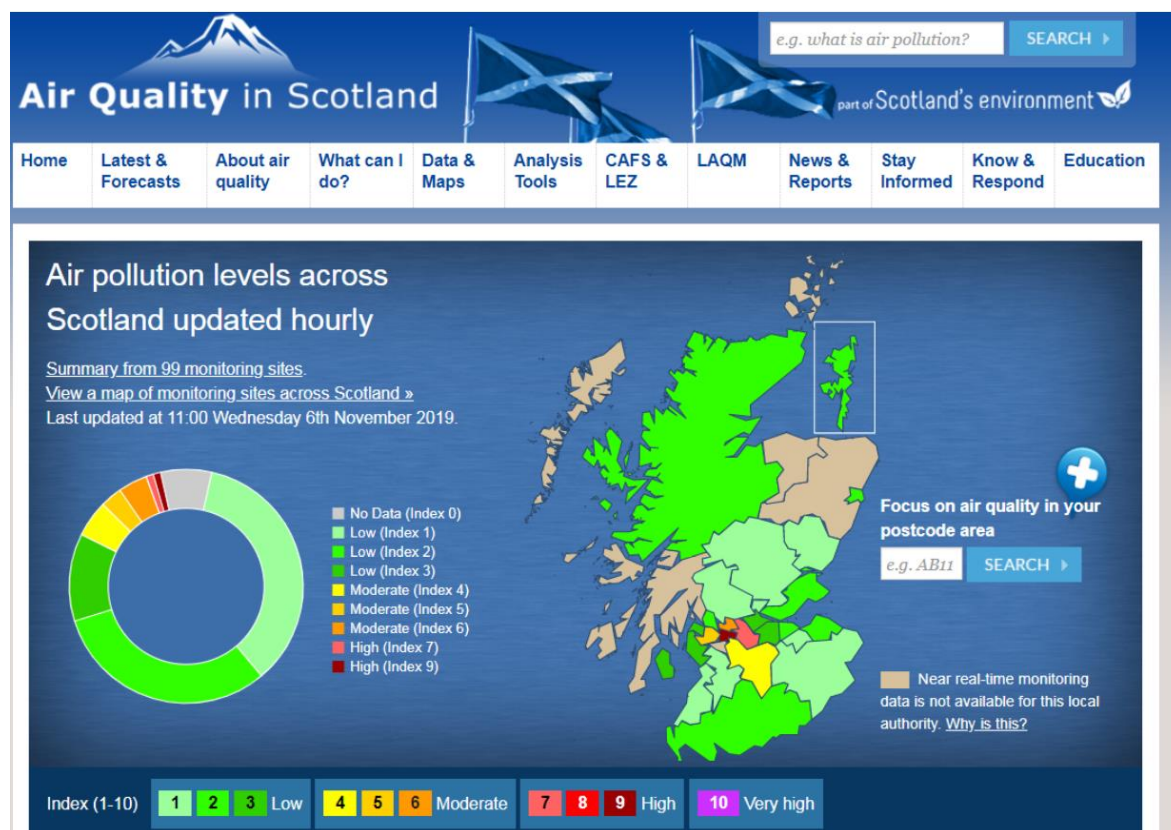 e.g. what is air pollution?
SEARCH
Air Quality in Scotland
part of Scotland's environment
Home
Latest &
Forecasts
About air
quality
What can I
do?
Data &
Maps
Analysis
Tools
CAFS &
LEZ
LAQM
News &
Reports
Stay
Informed
Know &
Respond
Education
Air pollution levels across
Scotland updated hourly
Summary from 99 monitoring sites.
View a map of monitoring sites across Scotland »
Last updated at 11:00 Wednesday 6th November 2019.
No Data (Index 0)
Low (Index 1)
Low (Index 2)
Low (Index 3)
Moderate (Index 4)
Moderate (Index 5)
Moderate (Index 6)
High (Index 7)
High (Index 9)
Focus on air quality in your
postcode area
e.g. AB11
SEARCH
Near real-time monitoring
data is not available for this local
authority. Why is this?
Index (1-10) 1 2 3 Low 4 5 6 Moderate 7 8 9 High 10 Very high